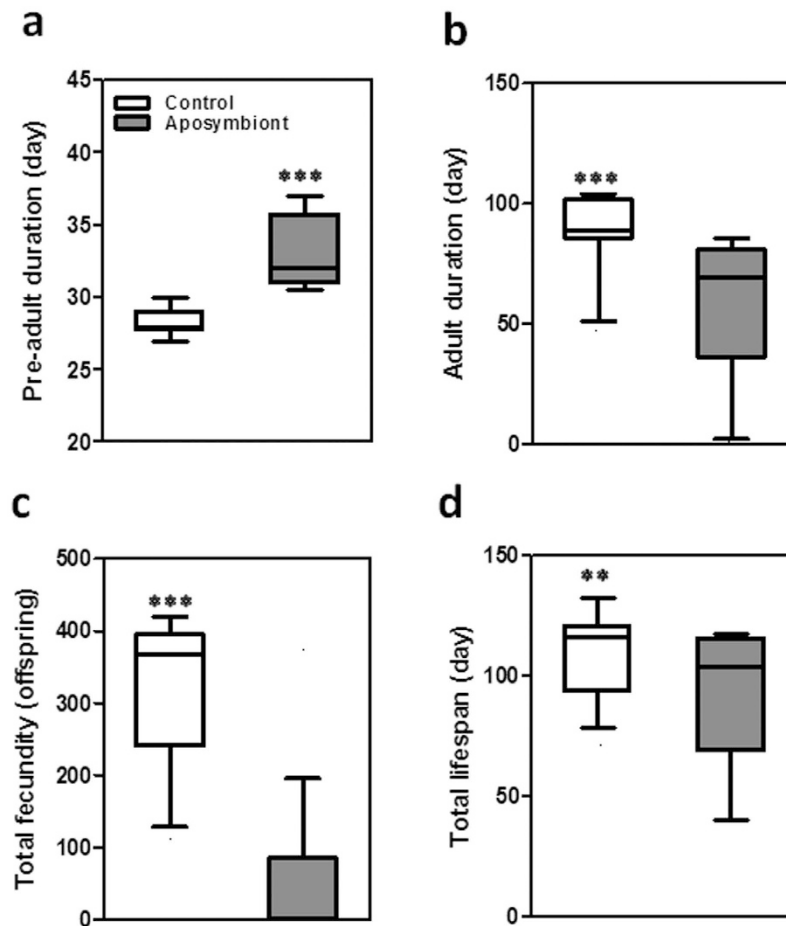 a
Pre-adult duration (day)
45
40
35
30
25
20
Control
Aposymbiont
***
b
Adult duration (day)
150
100
50
0
***
c
Total fecundity (offspring)
500
400
300
200
100
0
***
d
Total lifespan (day)
150
100
50
0
**